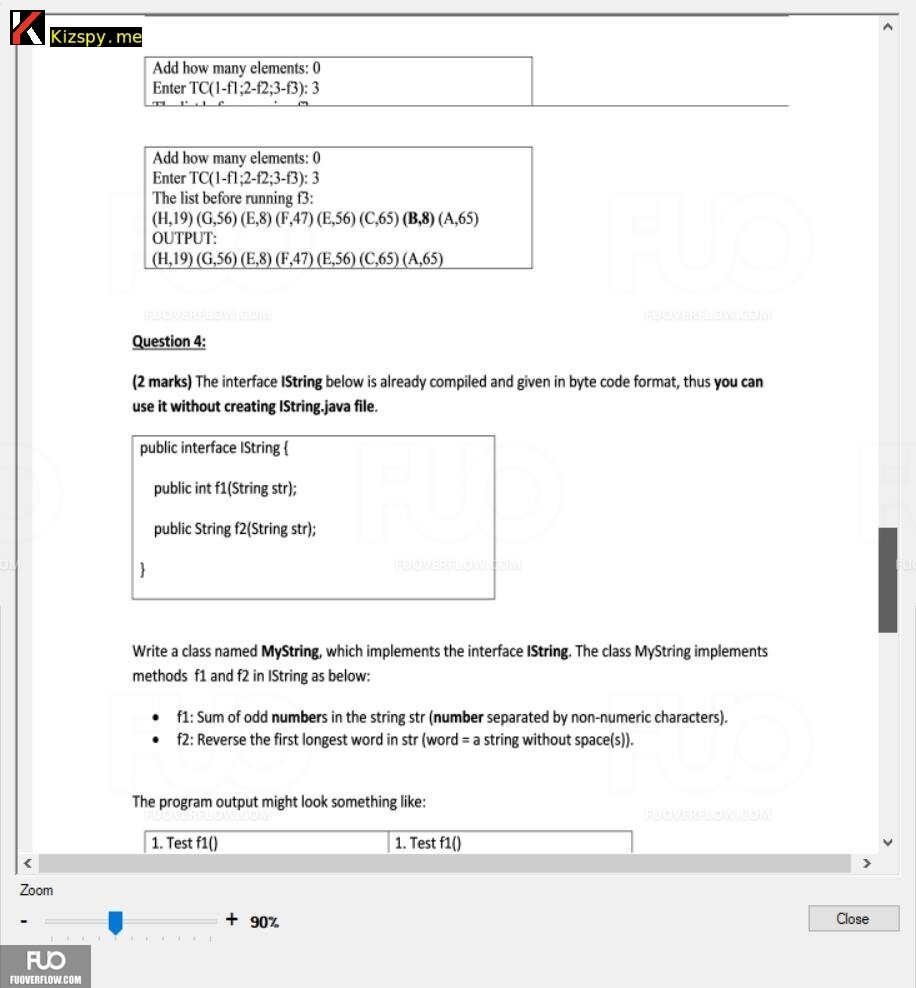 Kizspy.me
Add how many elements: 0
Enter TC(1-f1;2-f2;3-f3): 3
Add how many elements: 0
Enter TC(1-f1;2-f2;3-f3): 3
The list before running f3:
(H,19) (G,56) (E,8) (F,47) (E,56) (C,65) (B,8) (A,65)
OUTPUT:
(H,19) (G,56) (E,8) (F,47) (E,56) (C,65) (A,65)
FUO
FUO
FUOVERFLOW.COM
FUOVERFLOW.COM
Question 4:
(2 marks) The interface IString below is already compiled and given in byte code format, thus you can
use it without creating IString.java file.
public interface IString {
public int f1(String str);
public String f2(String str);
}
FUO
FUOVERFLOW.COM
Write a class named MyString, which implements the interface IString. The class MyString implements
methods f1 and f2 in IString as below:
• f1: Sum of odd numbers in the string str (number separated by non-numeric characters).
• f2: Reverse the first longest word in str (word = a string without space(s)).
FUO
FUO
The program output might look something like:
FUOVERFLOW.COM
FUOVERFLOW.COM
1. Test f1()
1. Test f1()
Zoom
- + 90%
Close
FUO
FUOVERFLOW.COM